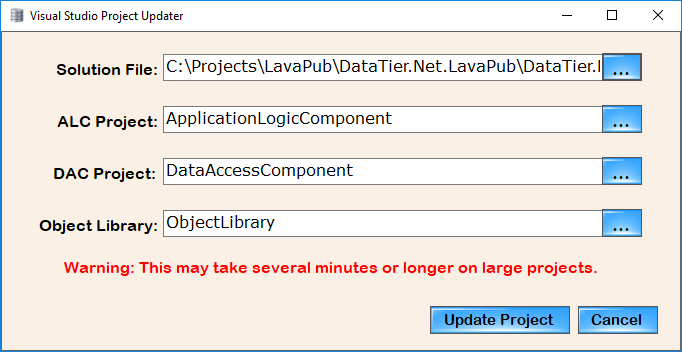 Visual Studio Project Updater
Solution File: C:\Projects\LavaPub\DataTier.Net.LavaPub\DataTier. ...
ALC Project: ApplicationLogicComponent ...
DAC Project: DataAccessComponent ...
Object Library: ObjectLibrary ...
Warning: This may take several minutes or longer on large projects.
Update Project Cancel